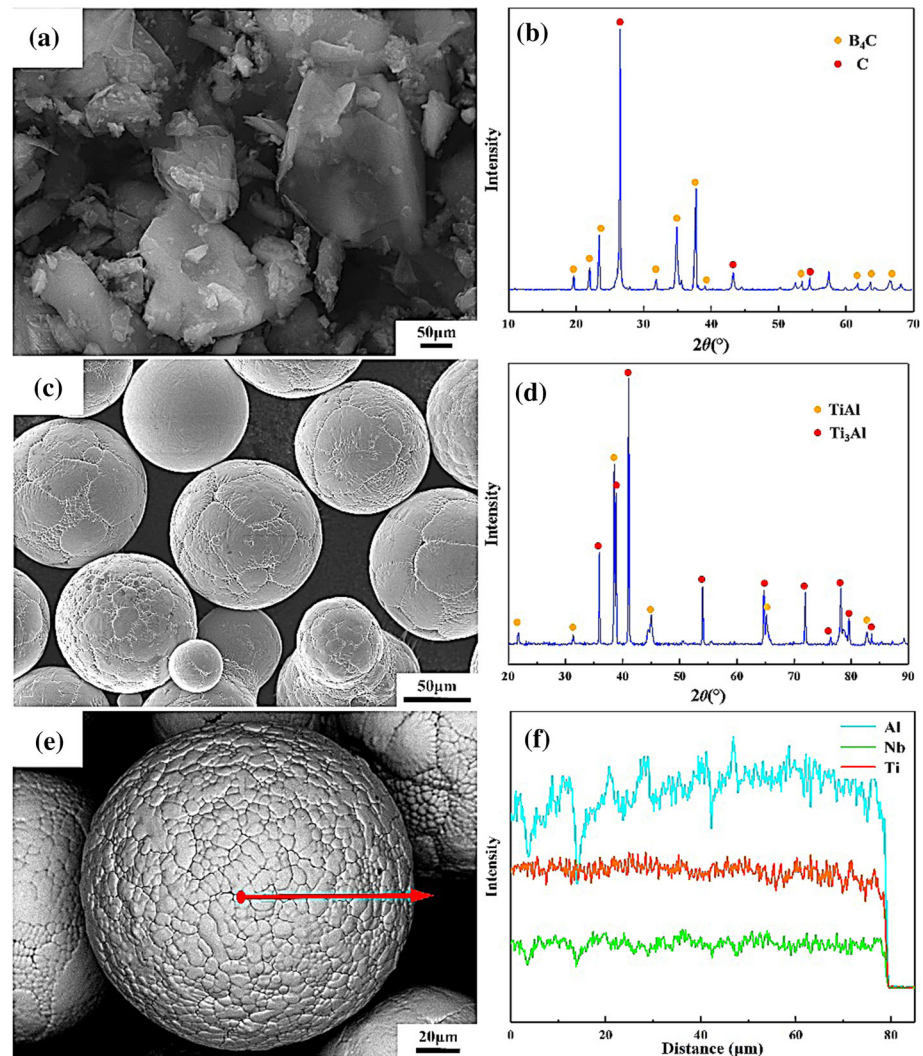 (a)
50μm
(b)
B₄C
C
Intensity
10 20 30 40 50 60 70
2θ(°)
(c)
50μm
(d)
TiAl
Ti₃Al
Intensity
20 30 40 50 60 70 80 90
2θ(°)
(e)
20μm
(f)
Al
Nb
Ti
Intensity
0 20 40 60 80
Distance (μm)